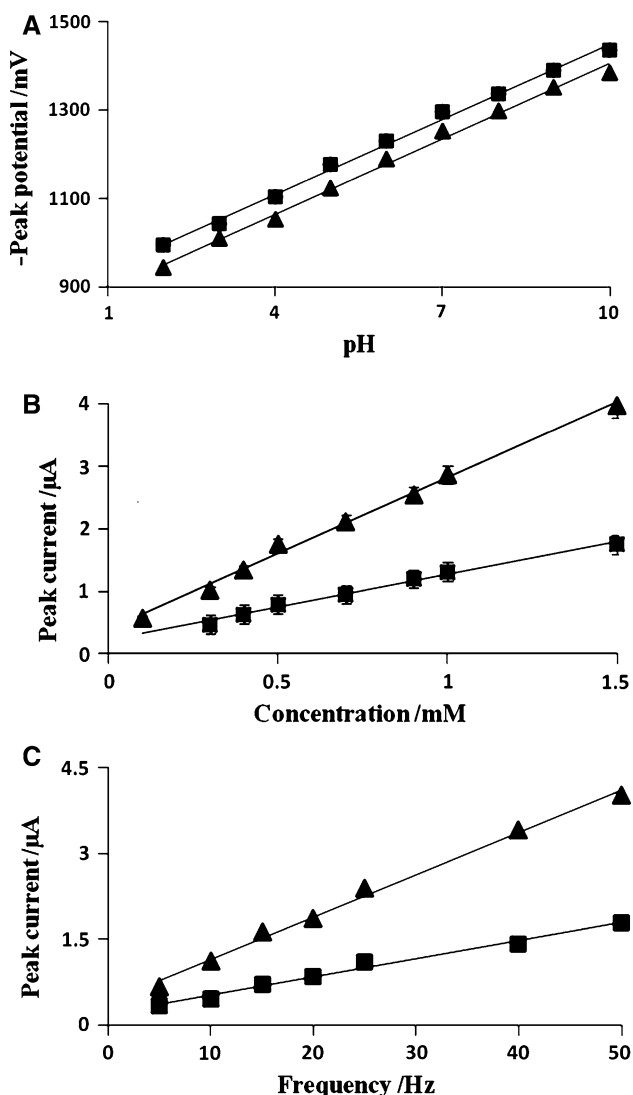 A
-Peak potential /mV
1500
1300
1100
900
1 4 7 10
pH
B
Peak current /µA
4
3
2
1
0
0 0.5 1 1.5
Concentration /mM
C
Peak current /µA
4.5
3
1.5
0
0 10 20 30 40 50
Frequency /Hz